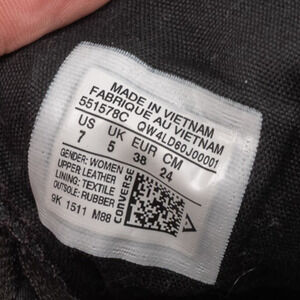 MADE IN VIETNAM
FABRIQUE AU VIETNAM
551578C QW4LD60J00001
US UK EUR CM
7 5 38 24
GENDER: WOMEN
UPPER: LEATHER
LINING: TEXTILE
OUTSOLE: RUBBER
9K 1511 M88
CONVERSE